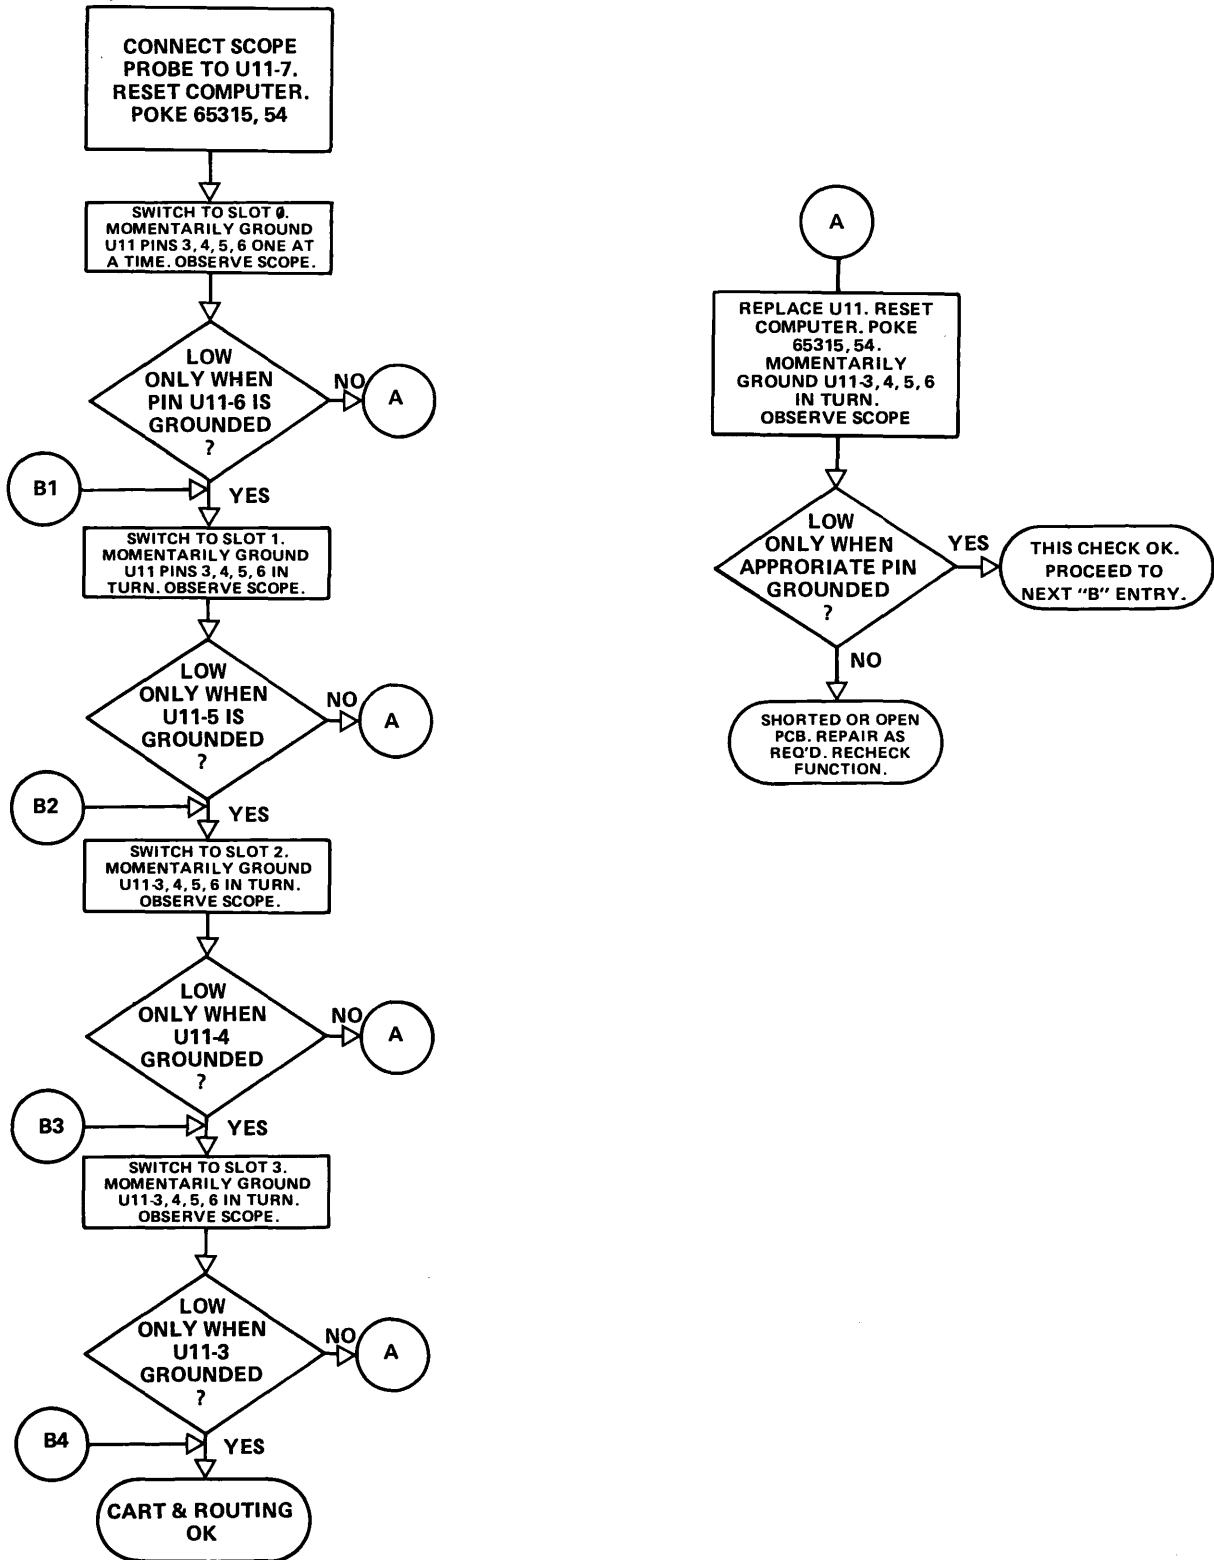 CONNECT SCOPE
PROBE TO U11-7.
RESET COMPUTER.
POKE 65315, 54
SWITCH TO SLOT 0.
MOMENTARILY GROUND
U11 PINS 3, 4, 5, 6 ONE AT
A TIME. OBSERVE SCOPE.
LOW
ONLY WHEN
PIN U11-6 IS
GROUNDED
?
NO
A
B1
YES
SWITCH TO SLOT 1.
MOMENTARILY GROUND
U11 PINS 3, 4, 5, 6 IN
TURN. OBSERVE SCOPE.
LOW
ONLY WHEN
U11-5 IS
GROUNDED
?
NO
A
B2
YES
SWITCH TO SLOT 2.
MOMENTARILY GROUND
U11-3, 4, 5, 6 IN TURN.
OBSERVE SCOPE.
LOW
ONLY WHEN
U11-4
GROUNDED
?
NO
A
B3
YES
SWITCH TO SLOT 3.
MOMENTARILY GROUND
U11-3, 4, 5, 6 IN TURN.
OBSERVE SCOPE.
LOW
ONLY WHEN
U11-3
GROUNDED
?
NO
A
B4
YES
CART & ROUTING
OK
A
REPLACE U11. RESET
COMPUTER. POKE
65315, 54.
MOMENTARILY
GROUND U11-3, 4, 5, 6
IN TURN.
OBSERVE SCOPE
LOW
ONLY WHEN
APPRORIATE PIN
GROUNDED
?
YES
THIS CHECK OK.
PROCEED TO
NEXT "B" ENTRY.
NO
SHORTED OR OPEN
PCB. REPAIR AS
REQ'D. RECHECK
FUNCTION.